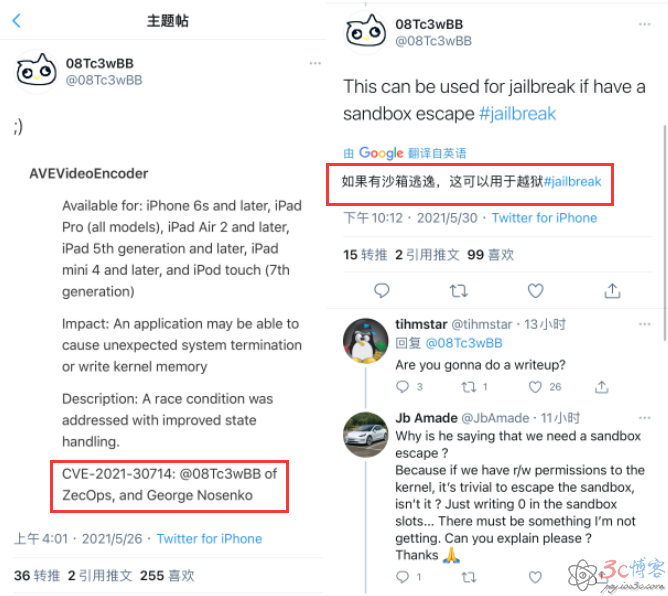 主题帖
08Tc3wBB
@08Tc3wBB
;)
AVEVideoEncoder
Available for: iPhone 6s and later, iPad
Pro (all models), iPad Air 2 and later,
iPad 5th generation and later, iPad
mini 4 and later, and iPod touch (7th
generation)
Impact: An application may be able to
cause unexpected system termination
or write kernel memory
Description: A race condition was
addressed with improved state
handling.
CVE-2021-30714: @08Tc3wBB of
ZecOps, and George Nosenko
上午 4:01 · 2021/5/26 · Twitter for iPhone
36 转推 2 引用推文 255 喜欢
08Tc3wBB
@08Tc3wBB
This can be used for jailbreak if have a
sandbox escape #jailbreak
由 Google 翻译自英语
如果有沙箱逃逸，这可以用于越狱#jailbreak
下午 10:12 · 2021/5/30 · Twitter for iPhone
15 转推 2 引用推文 99 喜欢
tihmstar @tihmstar · 13小时
回复 @08Tc3wBB
Are you gonna do a writeup?
3 1 26
Jb Amade @JbAmade · 11小时
Why is he saying that we need a sandbox
escape ?
Because if we have r/w permissions to the
kernel, it's trivial to escape the sandbox,
isn't it ? Just writing 0 in the sandbox
slots... There must be something I'm not
getting. Can you explain please ?
Thanks 🙏
1
3c博客